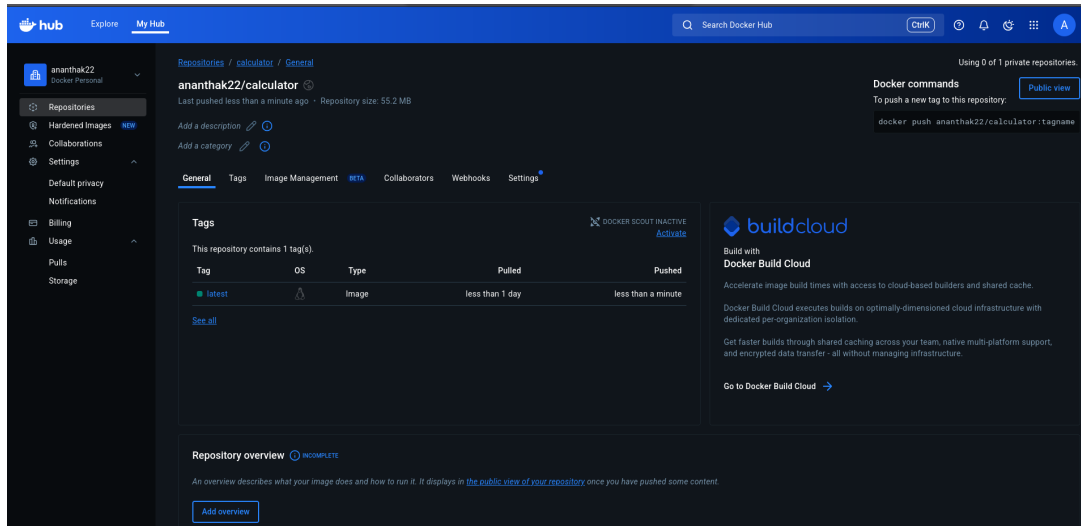 hub
Explore
My Hub
Search Docker Hub
CtrlK
A
ananthak22
Docker Personal
Repositories
Hardened Images NEW
Collaborations
Settings
Default privacy
Notifications
Billing
Usage
Pulls
Storage
Repositories / calculator / General
Using 0 of 1 private repositories.
ananthak22/calculator
Last pushed less than a minute ago · Repository size: 55.2 MB
Add a description
Add a category
Docker commands
Public view
To push a new tag to this repository:
docker push ananthak22/calculator:tagname
General Tags Image Management BETA Collaborators Webhooks Settings
Tags
DOCKER SCOUT INACTIVE
Activate
This repository contains 1 tag(s).
Tag OS Type Pulled Pushed
latest Image less than 1 day less than a minute
See all
buildcloud
Build with
Docker Build Cloud
Accelerate image build times with access to cloud-based builders and shared cache.
Docker Build Cloud executes builds on optimally-dimensioned cloud infrastructure with
dedicated per-organization isolation.
Get faster builds through shared caching across your team, native multi-platform support,
and encrypted data transfer - all without managing infrastructure.
Go to Docker Build Cloud →
Repository overview INCOMPLETE
An overview describes what your image does and how to run it. It displays in the public view of your repository once you have pushed some content.
Add overview